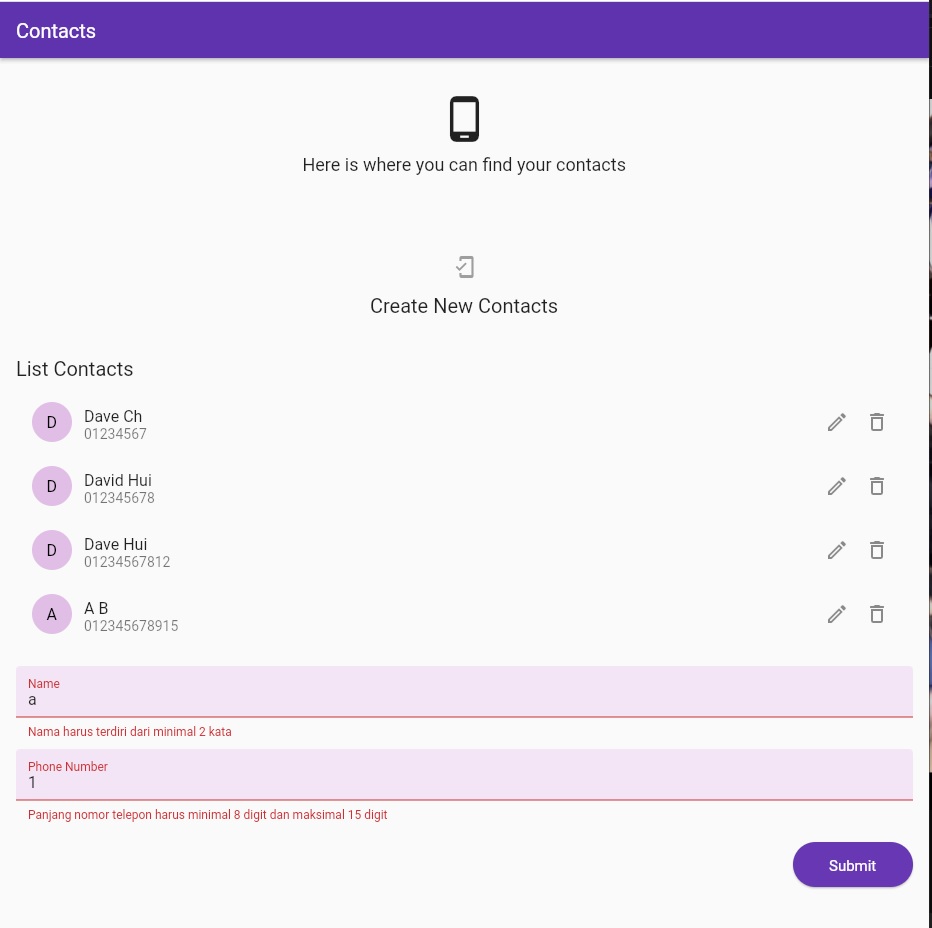 Contacts
Here is where you can find your contacts
Create New Contacts
List Contacts
D
Dave Ch
01234567
D
David Hui
012345678
D
Dave Hui
01234567812
A
A B
012345678915
Name
a
Nama harus terdiri dari minimal 2 kata
Phone Number
1
Panjang nomor telepon harus minimal 8 digit dan maksimal 15 digit
Submit